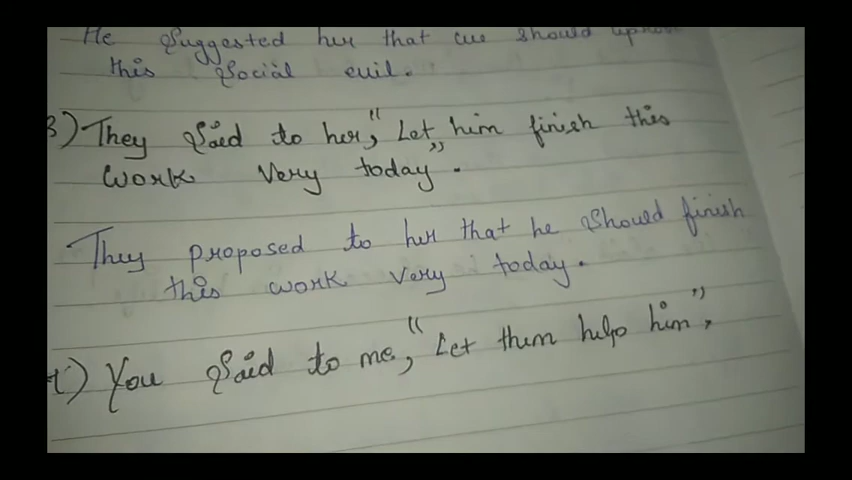 He suggested her that we should uproot
this social evil.
3) They said to her, "Let him finish this
work very today".
They proposed to her that he should finish
this work very today.
You said to me, "Let them help him",